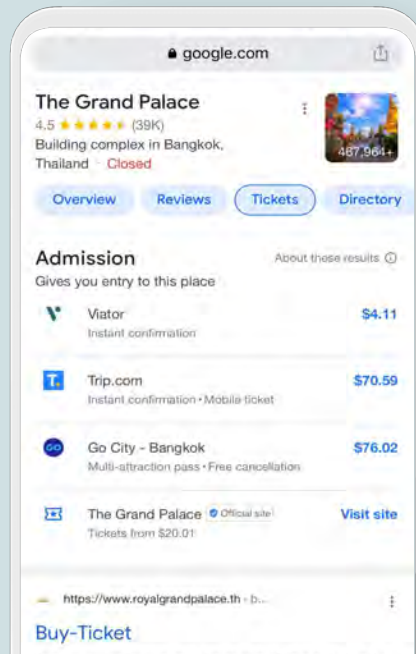 google.com
The Grand Palace
4.5 (39K)
Building complex in Bangkok,
Thailand · Closed
467,964+
Overview
Reviews
Tickets
Directory
Admission
About these results
Gives you entry to this place
Viator
$4.11
Instant confirmation
T.
Trip.com
$70.59
Instant confirmation • Mobile ticket
GO
Go City - Bangkok
$76.02
Multi-attraction pass • Free cancellation
The Grand Palace Official site
Visit site
Tickets from $20.01
https://www.royalgrandpalace.th › b...
Buy-Ticket